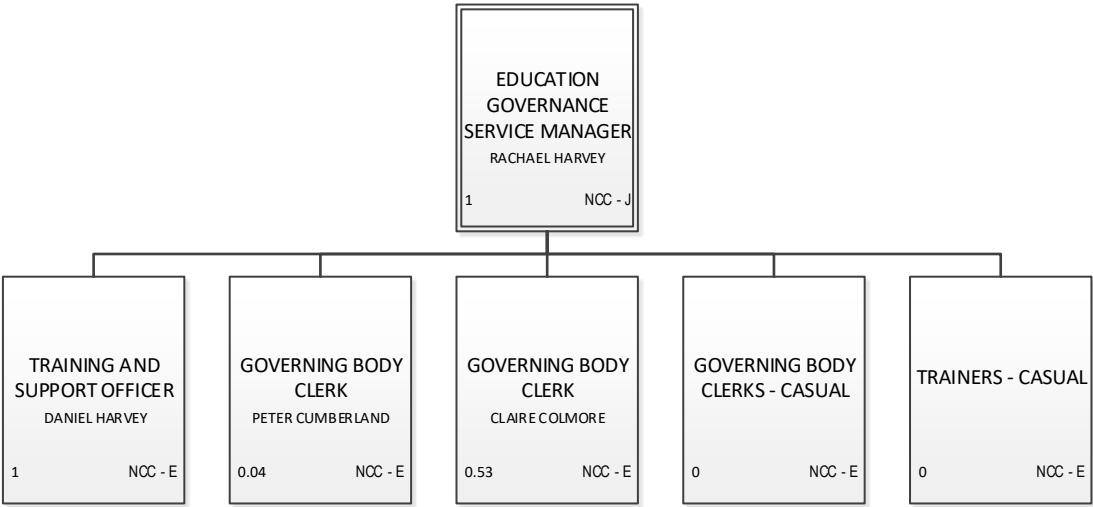 EDUCATION
GOVERNANCE
SERVICE MANAGER
RACHAEL HARVEY
1 NCC - J
TRAINING AND
SUPPORT OFFICER
DANIEL HARVEY
1 NCC - E
GOVERNING BODY
CLERK
PETER CUMBERLAND
0.04 NCC - E
GOVERNING BODY
CLERK
CLAIRE COLMORE
0.53 NCC - E
GOVERNING BODY
CLERKS - CASUAL
0 NCC - E
TRAINERS - CASUAL
0 NCC - E